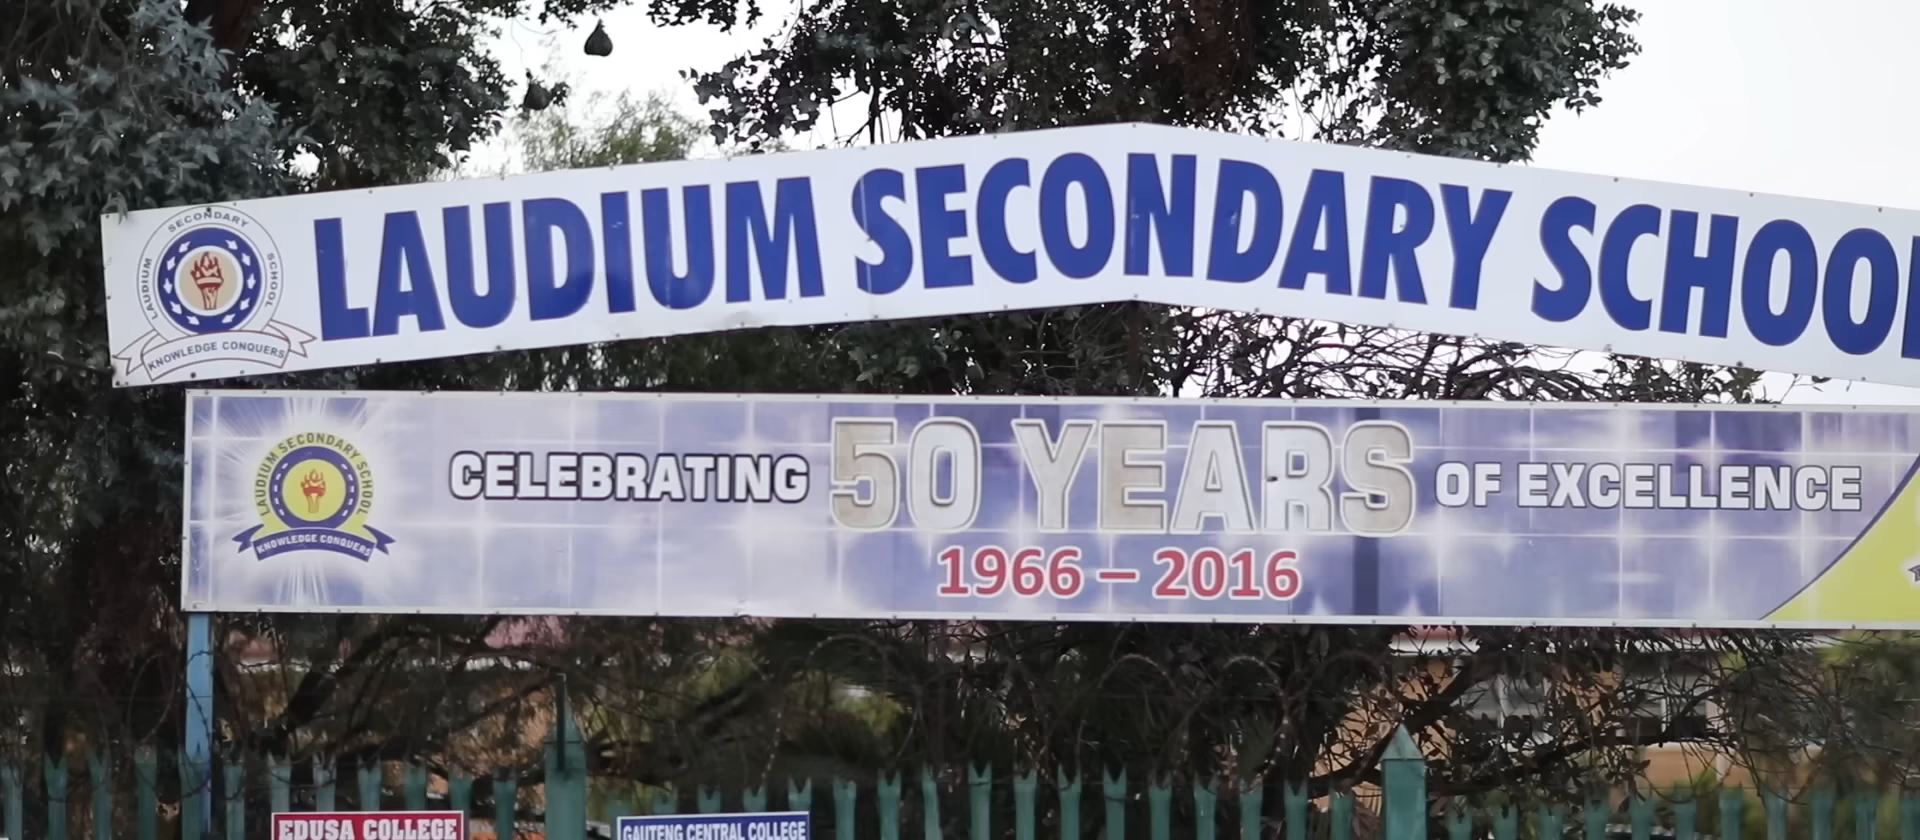 LAUDIUM SECONDARY SCHOOL
LAUDIUM SECONDARY SCHOOL
KNOWLEDGE CONQUERS
LAUDIUM SECONDARY SCHOOL
KNOWLEDGE CONQUERS
CELEBRATING 50 YEARS OF EXCELLENCE
1966 – 2016
EDUSA COLLEGE
GAUTENG CENTRAL COLLEGE